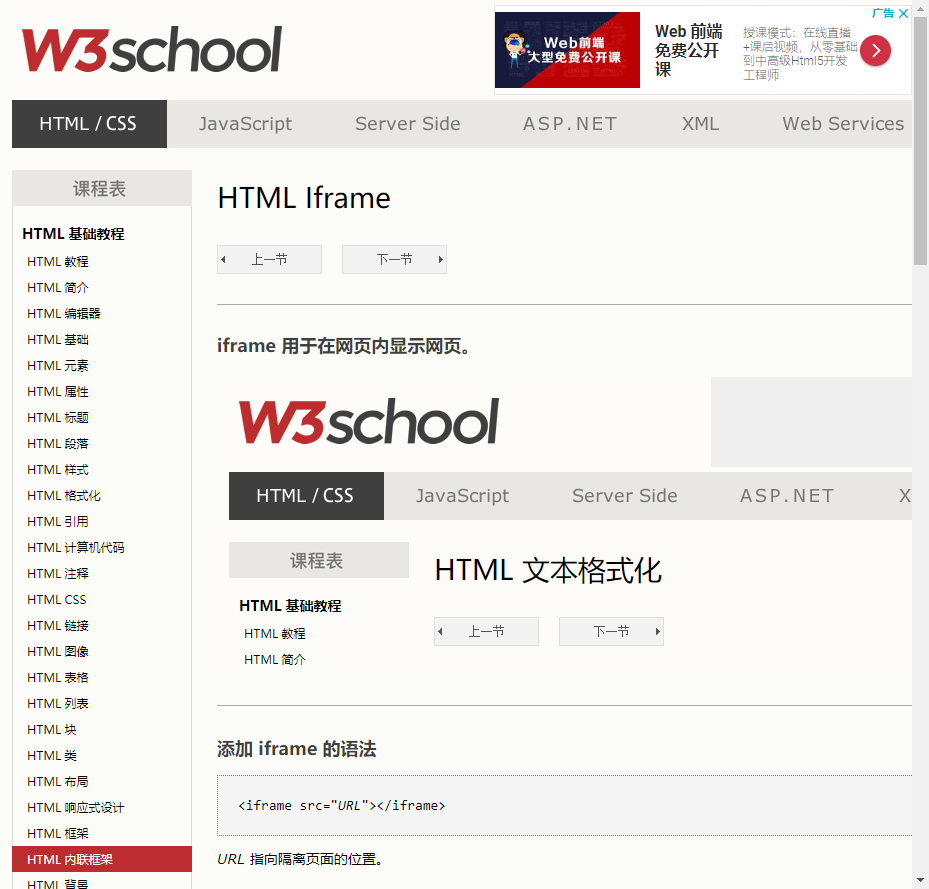 W3school
广告
Web前端
大型免费公开课
Web 前端
免费公开
课
授课模式：在线直播
+课后视频，从零基础
到中高级Html5开发
工程师
HTML / CSS
JavaScript
Server Side
ASP.NET
XML
Web Services
课程表
HTML 基础教程
HTML 教程
HTML 简介
HTML 编辑器
HTML 基础
HTML 元素
HTML 属性
HTML 标题
HTML 段落
HTML 样式
HTML 格式化
HTML 引用
HTML 计算机代码
HTML 注释
HTML CSS
HTML 链接
HTML 图像
HTML 表格
HTML 列表
HTML 块
HTML 类
HTML 布局
HTML 响应式设计
HTML 框架
HTML 内联框架
HTML 背景
HTML Iframe
上一节
下一节
iframe 用于在网页内显示网页。
W3school
HTML / CSS
JavaScript
Server Side
ASP.NET
X
课程表
HTML 基础教程
HTML 教程
HTML 简介
HTML 文本格式化
上一节
下一节
添加 iframe 的语法
<iframe src="URL"></iframe>
URL 指向隔离页面的位置。